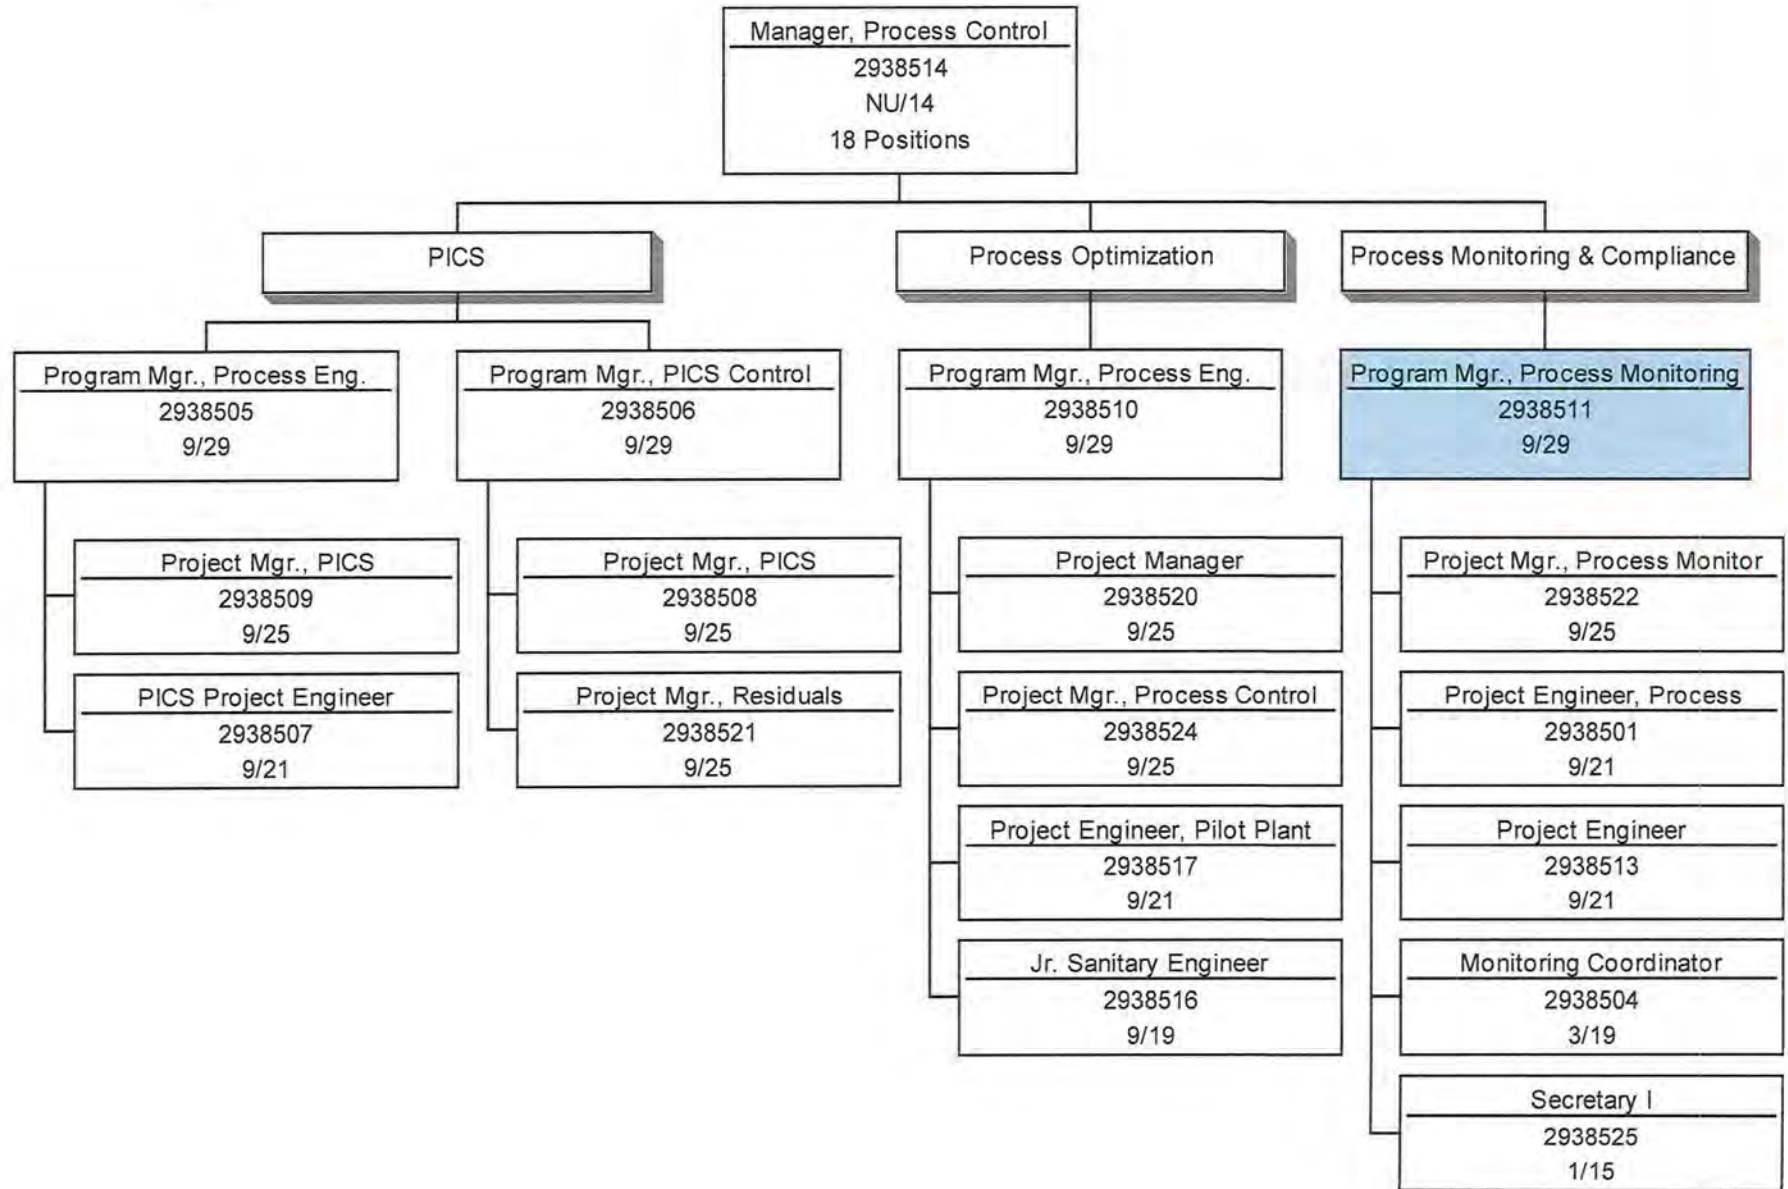 Manager, Process Control
2938514
NU/14
18 Positions
PICS
Process Optimization
Process Monitoring & Compliance
Program Mgr., Process Eng.
2938505
9/29
Program Mgr., PICS Control
2938506
9/29
Program Mgr., Process Eng.
2938510
9/29
Program Mgr., Process Monitoring
2938511
9/29
Project Mgr., PICS
2938509
9/25
PICS Project Engineer
2938507
9/21
Project Mgr., PICS
2938508
9/25
Project Mgr., Residuals
2938521
9/25
Project Manager
2938520
9/25
Project Mgr., Process Control
2938524
9/25
Project Engineer, Pilot Plant
2938517
9/21
Jr. Sanitary Engineer
2938516
9/19
Project Mgr., Process Monitor
2938522
9/25
Project Engineer, Process
2938501
9/21
Project Engineer
2938513
9/21
Monitoring Coordinator
2938504
3/19
Secretary I
2938525
1/15